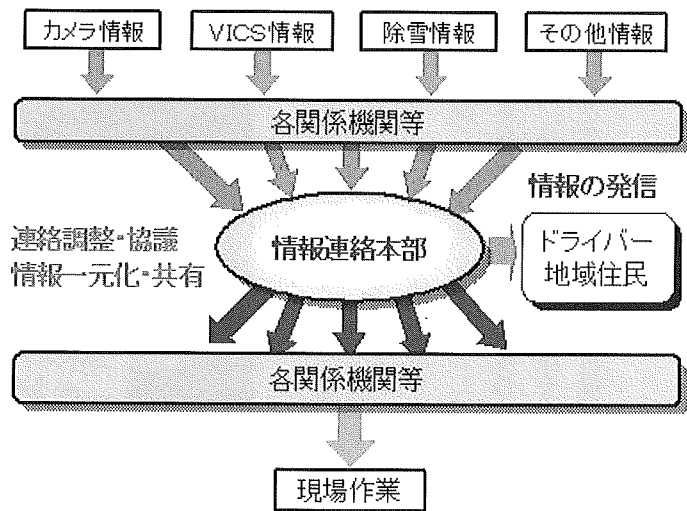 カメラ情報
VICS情報
除雪情報
その他情報
各関係機関等
情報の発信
連絡調整・協議
情報一元化・共有
情報連絡本部
ドライバー
地域住民
各関係機関等
現場作業